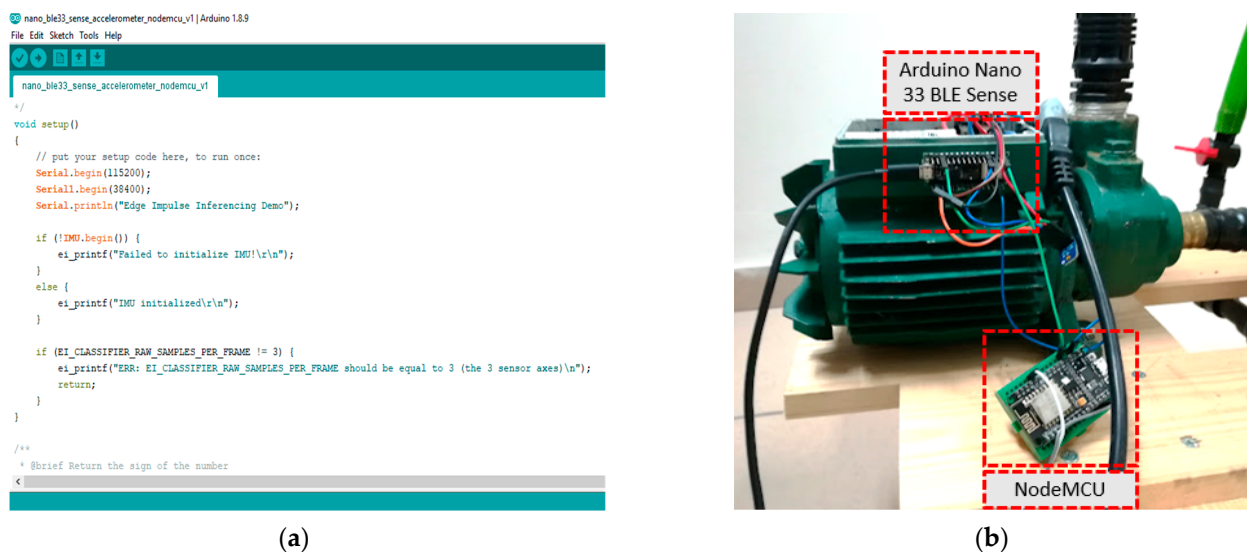 nano_ble33_sense_accelerometer_nodemcu_v1 | Arduino 1.8.9
File Edit Sketch Tools Help
nano_ble33_sense_accelerometer_nodemcu_v1
*/
void setup()
{
    // put your setup code here, to run once:
    Serial.begin(115200);
    Serial1.begin(38400);
    Serial.println("Edge Impulse Inferencing Demo");
    if (!IMU.begin()) {
        ei_printf("Failed to initialize IMU!\r\n");
    }
    else {
        ei_printf("IMU initialized\r\n");
    }
    if (EI_CLASSIFIER_RAW_SAMPLES_PER_FRAME != 3) {
        ei_printf("ERR: EI_CLASSIFIER_RAW_SAMPLES_PER_FRAME should be equal to 3 (the 3 sensor axes)\n");
        return;
    }
}
/**
 * @brief Return the sign of the number
(a)
Arduino Nano
33 BLE Sense
NodeMCU
(b)